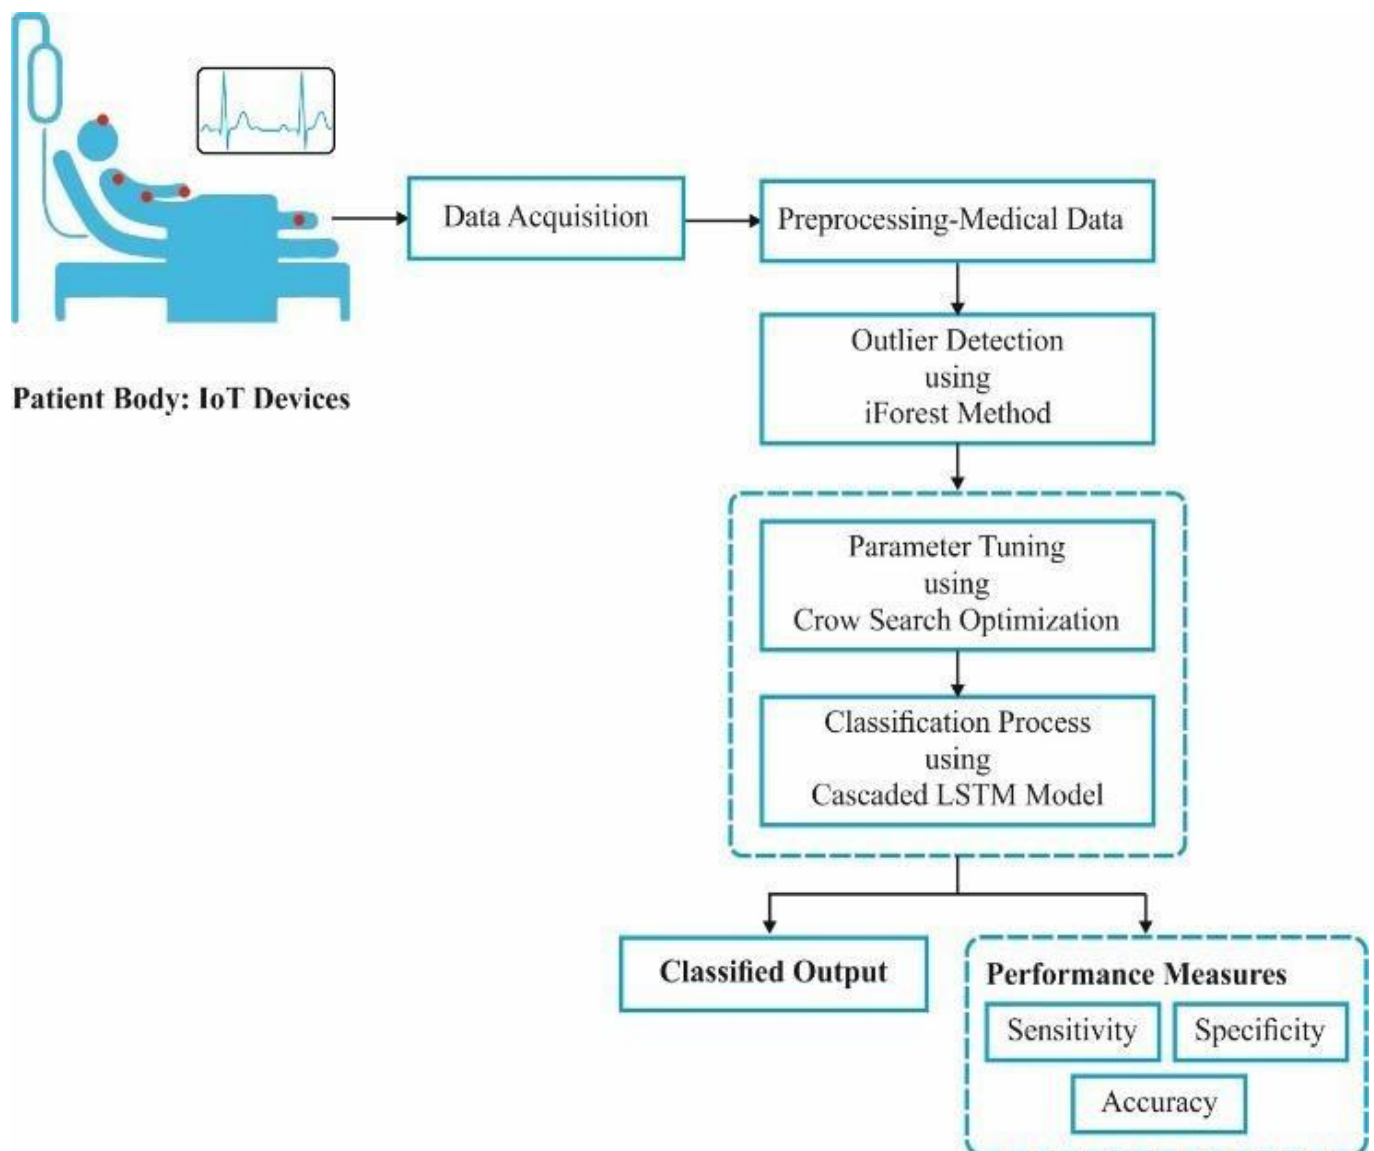 Data Acquisition
Preprocessing-Medical Data
Outlier Detection
using
iForest Method
Patient Body: IoT Devices
Parameter Tuning
using
Crow Search Optimization
Classification Process
using
Cascaded LSTM Model
Classified Output
Performance Measures
Sensitivity
Specificity
Accuracy